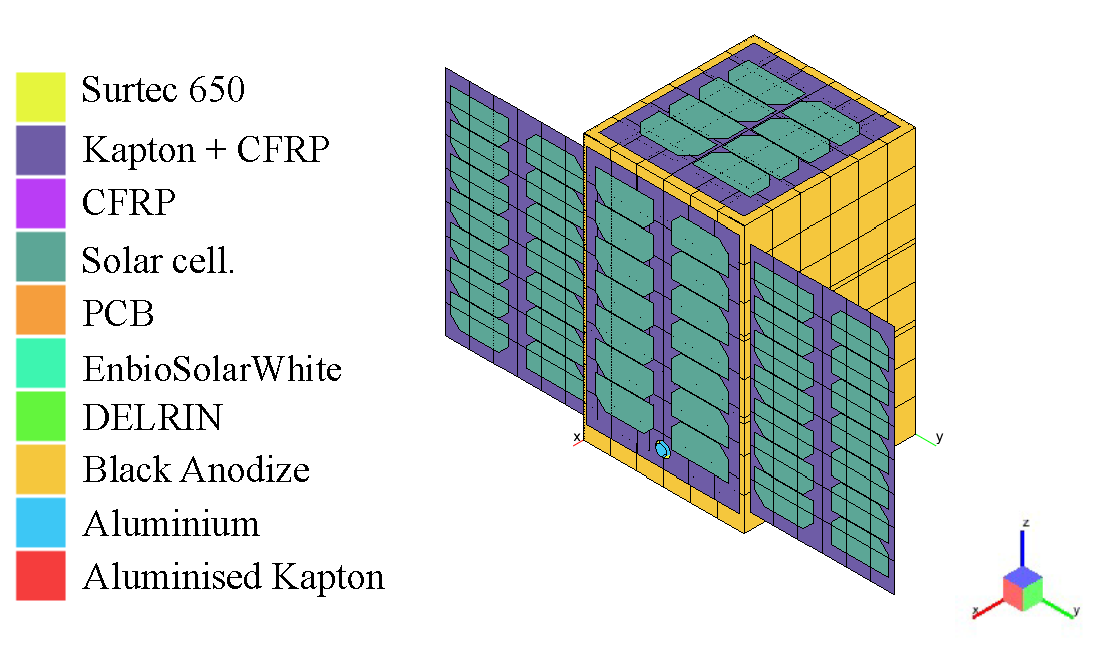 Surtec 650
Kapton + CFRP
CFRP
Solar cell.
PCB
EnbioSolarWhite
DELRIN
Black Anodize
Aluminium
Aluminised Kapton
x
y
z
x
y